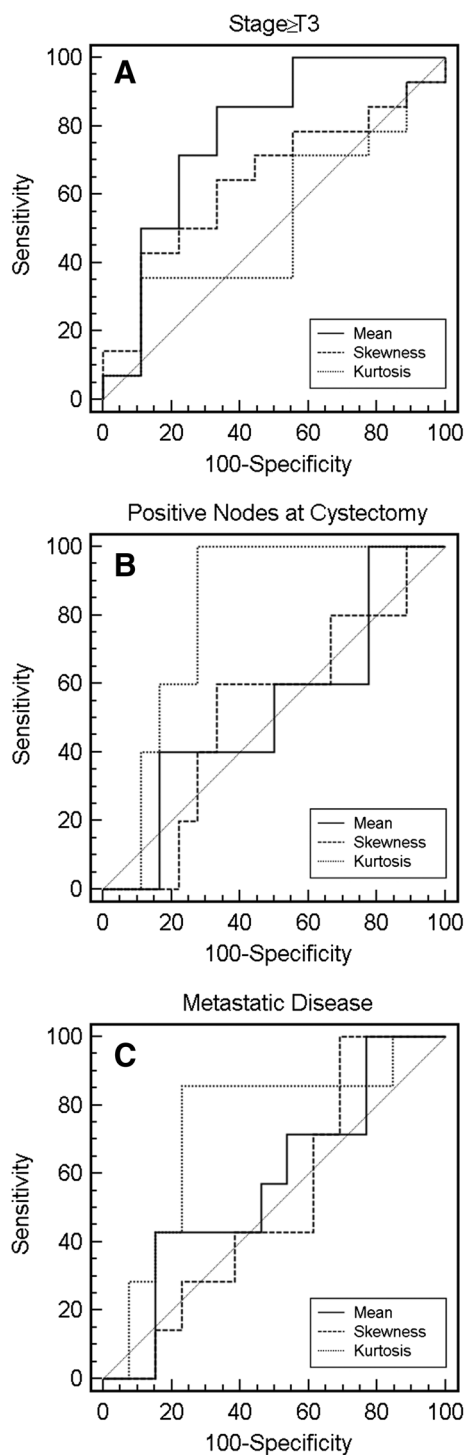 Stage≥T3
A
100
80
60
40
20
0
Sensitivity
Mean
Skewness
Kurtosis
0 20 40 60 80 100
100-Specificity
Positive Nodes at Cystectomy
B
100
80
60
40
20
0
Sensitivity
Mean
Skewness
Kurtosis
0 20 40 60 80 100
100-Specificity
Metastatic Disease
C
100
80
60
40
20
0
Sensitivity
Mean
Skewness
Kurtosis
0 20 40 60 80 100
100-Specificity